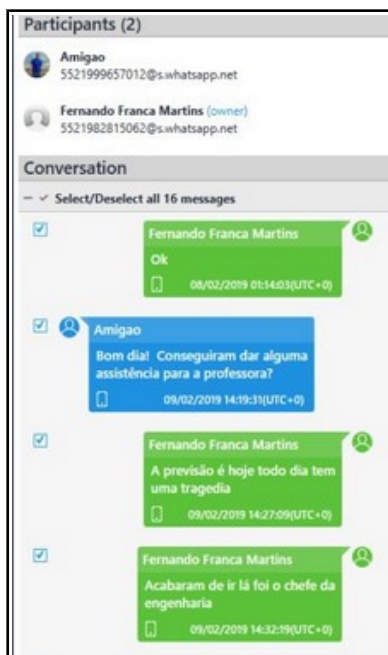 Participants (2)
Amigao
5521999657012@s.whatsapp.net
Fernando Franca Martins (owner)
5521982815062@s.whatsapp.net
Conversation
Select/Deselect all 16 messages
Fernando Franca Martins
Ok
08/02/2019 01:14:03(UTC+0)
Amigao
Bom dia! Conseguiram dar alguma
assistência para a professora?
09/02/2019 14:19:31(UTC+0)
Fernando Franca Martins
A previsão é hoje todo dia tem
uma tragedia
09/02/2019 14:27:09(UTC+0)
Fernando Franca Martins
Acabaram de ir lá foi o chefe da
engenharia
09/02/2019 14:32:19(UTC+0)